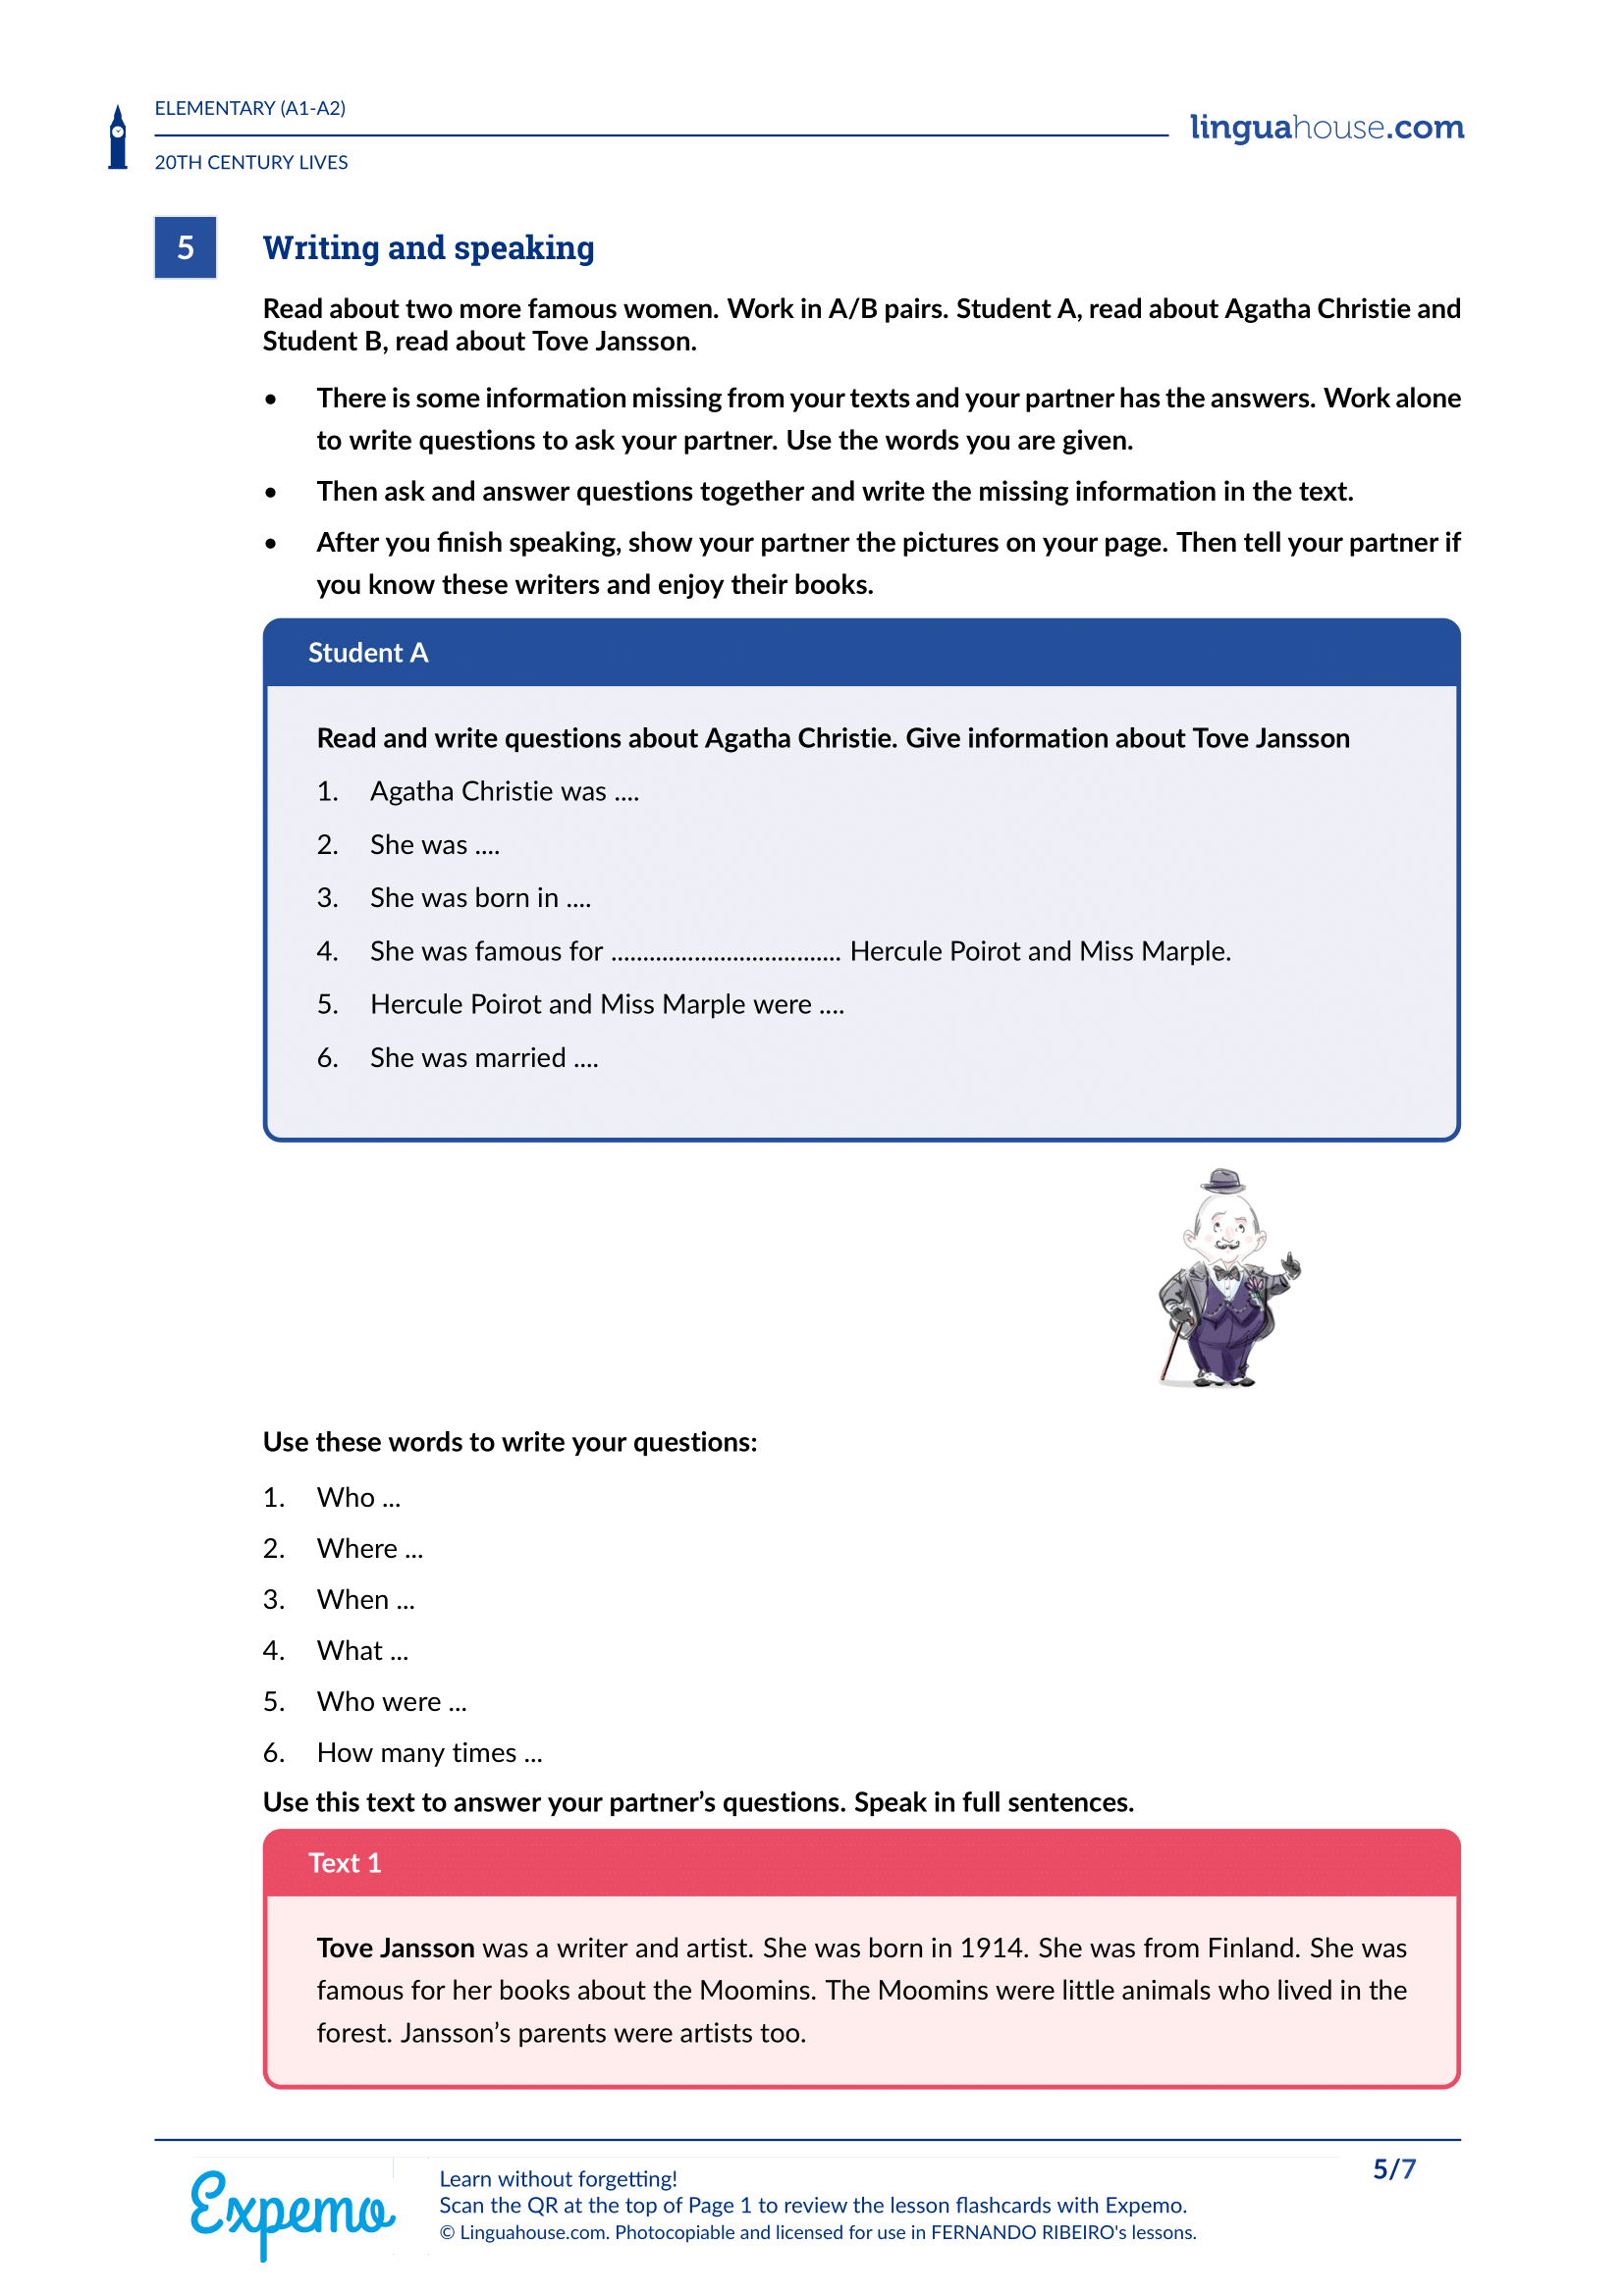 ELEMENTARY (A1-A2)
20TH CENTURY LIVES
linguahouse.com
5
Writing and speaking
Read about two more famous women. Work in A/B pairs. Student A, read about Agatha Christie and
Student B, read about Tove Jansson.
• There is some information missing from your texts and your partner has the answers. Work alone
to write questions to ask your partner. Use the words you are given.
• Then ask and answer questions together and write the missing information in the text.
• After you finish speaking, show your partner the pictures on your page. Then tell your partner if
you know these writers and enjoy their books.
Student A
Read and write questions about Agatha Christie. Give information about Tove Jansson
1. Agatha Christie was ....
2. She was ....
3. She was born in ....
4. She was famous for .................................... Hercule Poirot and Miss Marple.
5. Hercule Poirot and Miss Marple were ....
6. She was married ....
Use these words to write your questions:
1. Who ...
2. Where ...
3. When ...
4. What ...
5. Who were ...
6. How many times ...
Use this text to answer your partner’s questions. Speak in full sentences.
Text 1
Tove Jansson was a writer and artist. She was born in 1914. She was from Finland. She was
famous for her books about the Moomins. The Moomins were little animals who lived in the
forest. Jansson’s parents were artists too.
Expemo
Learn without forgetting!
Scan the QR at the top of Page 1 to review the lesson flashcards with Expemo.
© Linguahouse.com. Photocopiable and licensed for use in FERNANDO RIBEIRO's lessons.
5/7